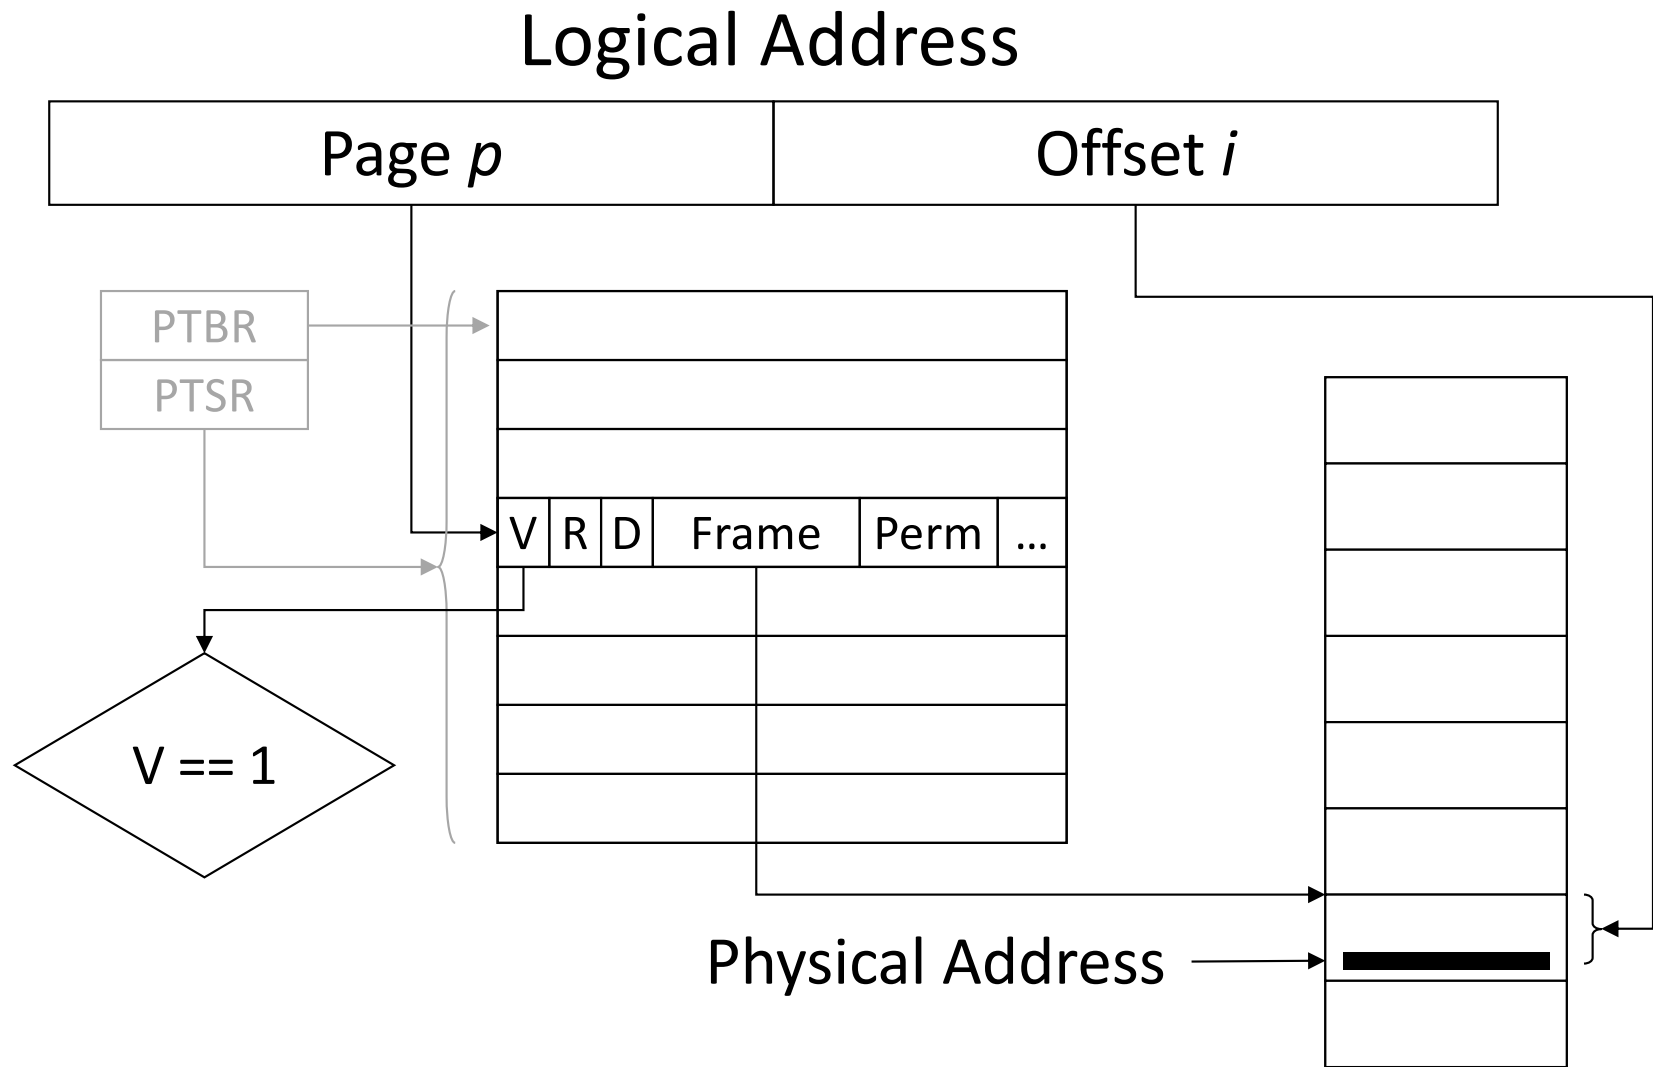 Logical Address
Page p
Offset i
PTBR
PTSR
V
R
D
Frame
Perm
...
V == 1
Physical Address